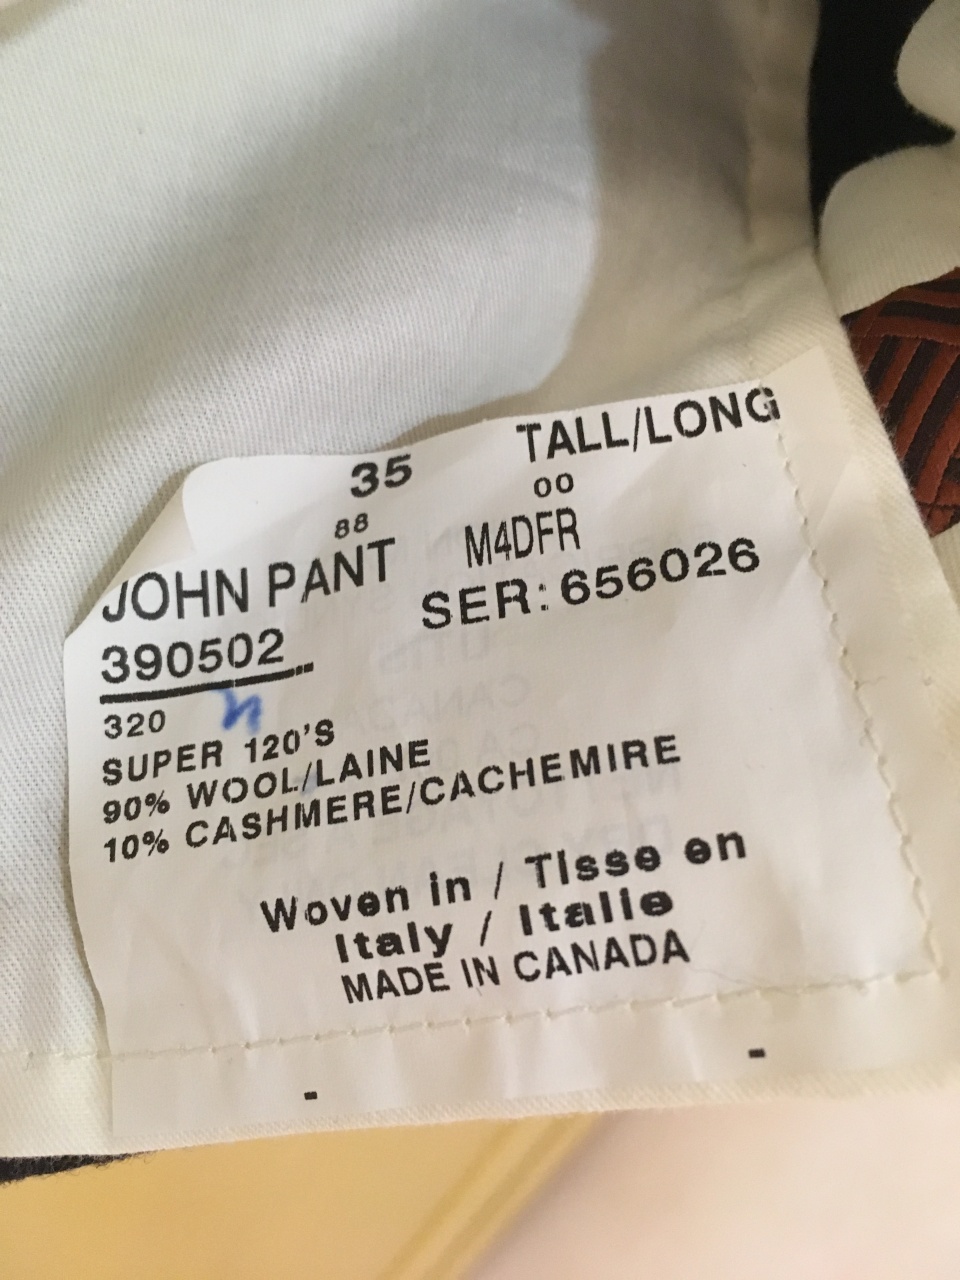 35 TALL/LONG
88 00
JOHN PANT M4DFR
390502 SER: 656026
320
SUPER 120'S
90% WOOL/LAINE
10% CASHMERE/CACHEMIRE
Woven in / Tisse en
Italy / Italie
MADE IN CANADA